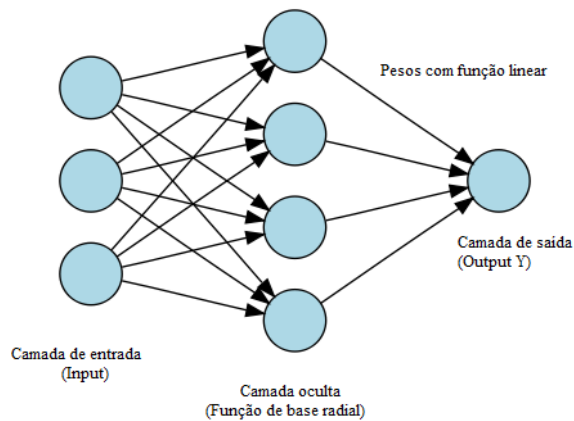 Pesos com função linear
Camada de saída
(Output Y)
Camada de entrada
(Input)
Camada oculta
(Função de base radial)